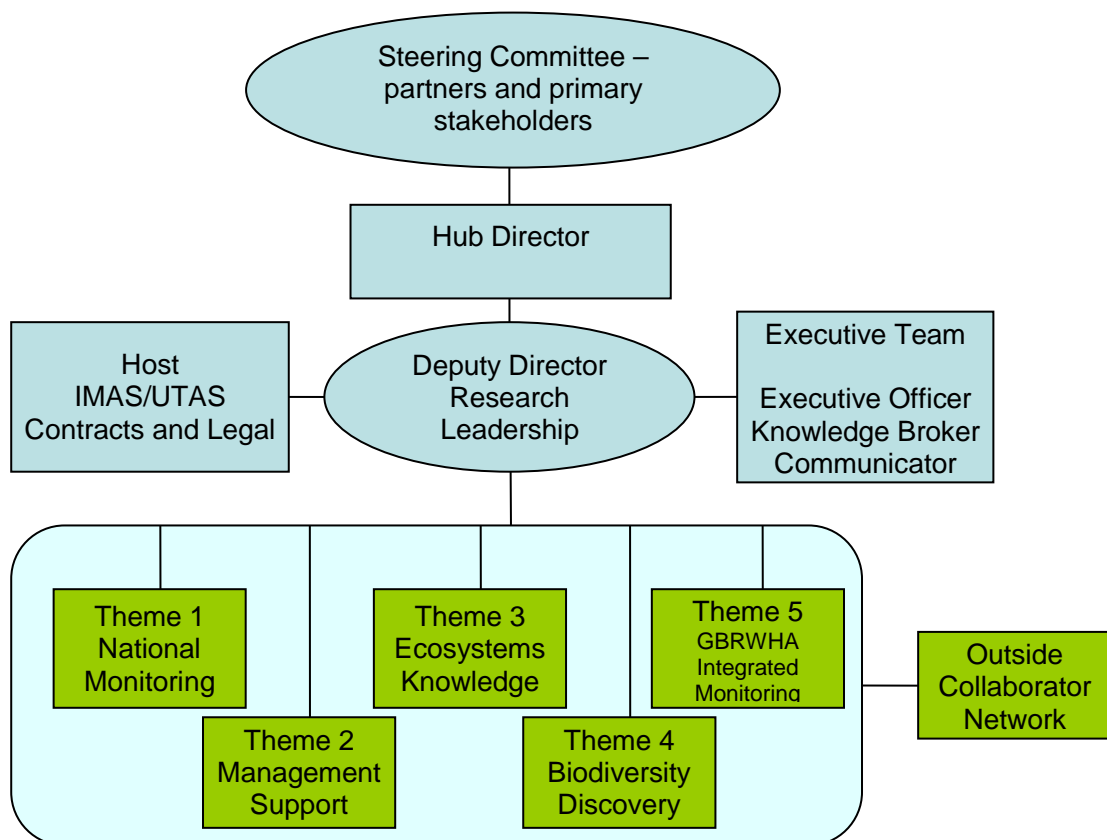 Steering Committee –
partners and primary
stakeholders
Hub Director
Host
IMAS/UTAS
Contracts and Legal
Deputy Director
Research
Leadership
Executive Team
Executive Officer
Knowledge Broker
Communicator
Theme 1
National
Monitoring
Theme 3
Ecosystems
Knowledge
Theme 5
GBRWHA
Integrated
Monitoring
Outside
Collaborator
Network
Theme 2
Management
Support
Theme 4
Biodiversity
Discovery